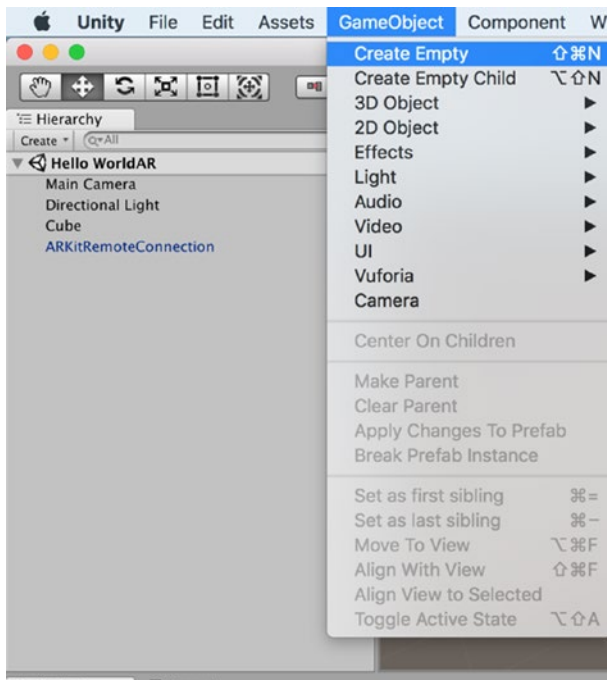 Unity File Edit Assets GameObject Component W
Hierarchy
Create All
Hello WorldAR
Main Camera
Directional Light
Cube
ARKitRemoteConnection
Create Empty ⇧⌘N
Create Empty Child ⌥⇧N
3D Object ▶
2D Object ▶
Effects ▶
Light ▶
Audio ▶
Video ▶
UI ▶
Vuforia ▶
Camera
Center On Children
Make Parent
Clear Parent
Apply Changes To Prefab
Break Prefab Instance
Set as first sibling ⌘=
Set as last sibling ⌘-
Move To View ⌥⌘F
Align With View ⇧⌘F
Align View to Selected
Toggle Active State ⌥⇧A